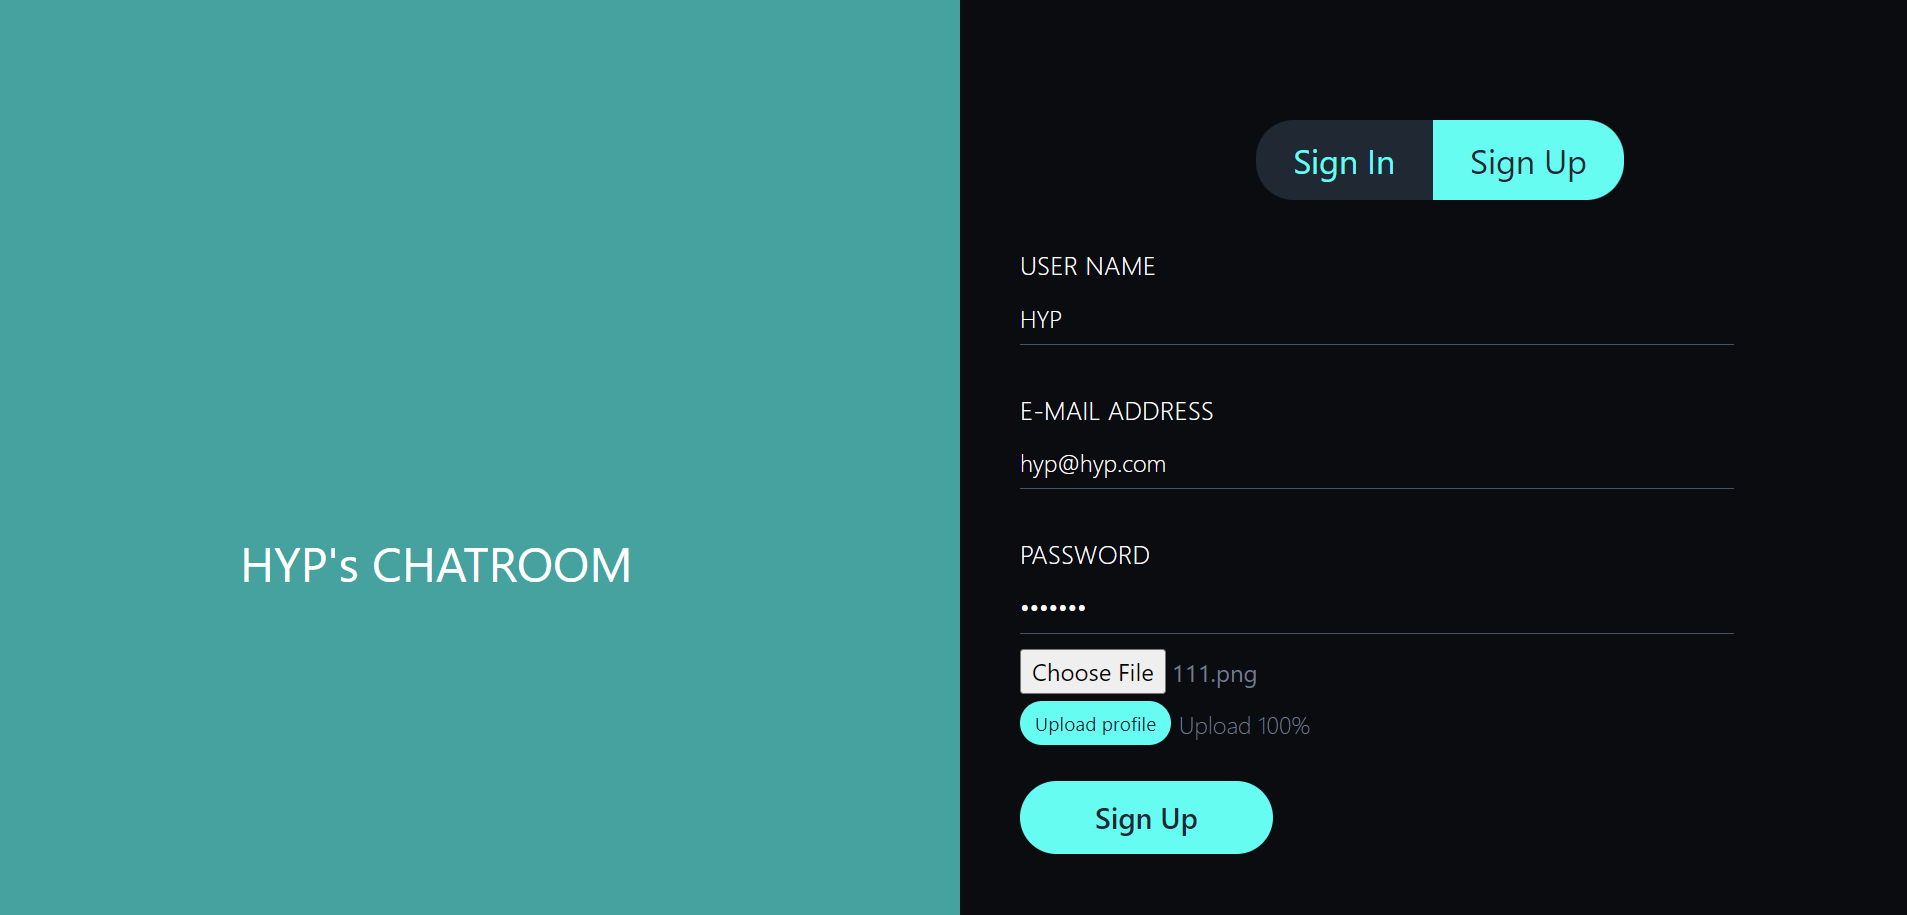 HYP's CHATROOM
Sign In Sign Up
USER NAME
HYP
E-MAIL ADDRESS
hyp@hyp.com
PASSWORD
•••••••
Choose File 111.png
Upload profile Upload 100%
Sign Up